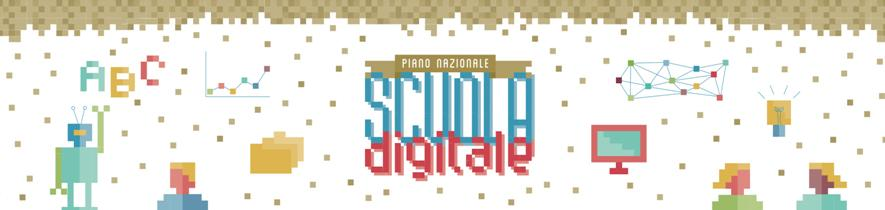 ABC
PIANO NAZIONALE
SCUOLA
digitale